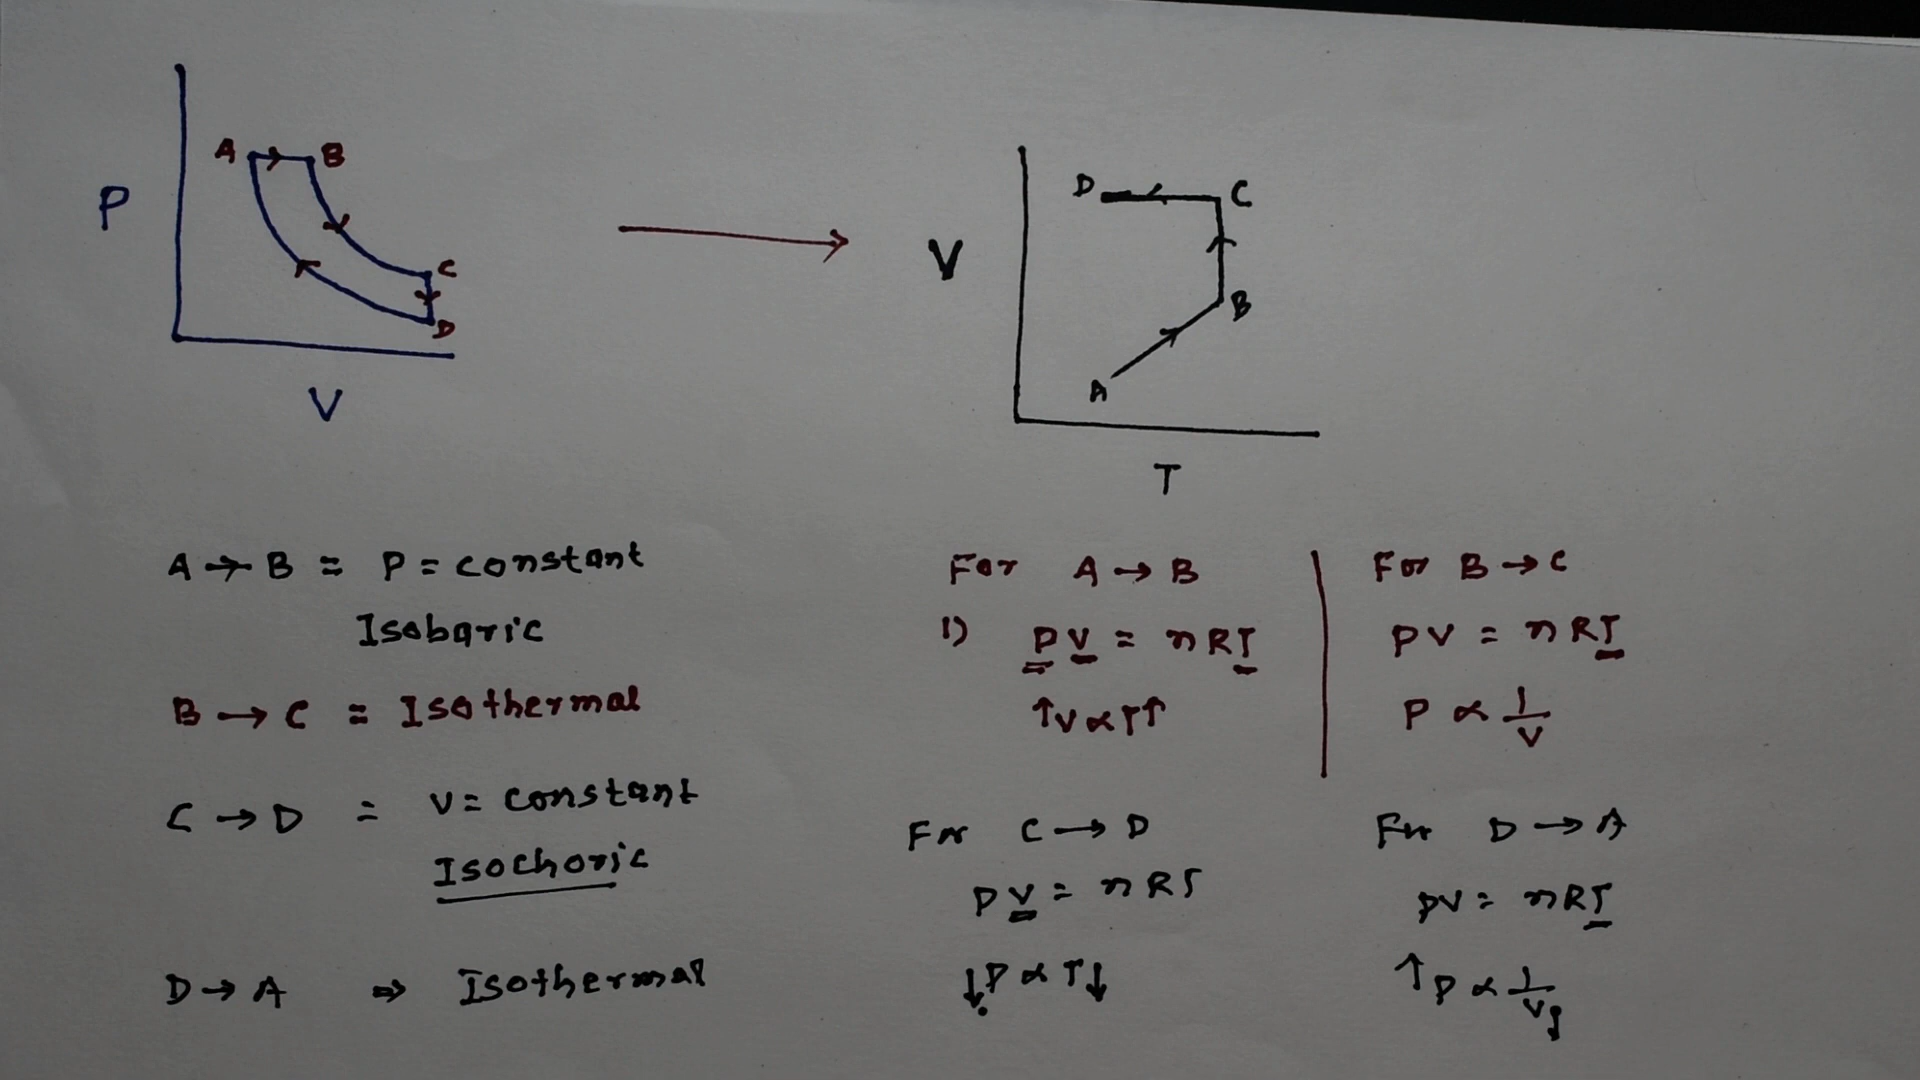 A B
P
C
D
V
D C
V
B
A
T
A → B = P = constant
Isobaric
B → C = Isothermal
C → D = V = constant
Isochoric
D → A ⇒ Isothermal
For A → B
1) PV = nRT
↑V∝T↑
For B → C
PV = nRT
P ∝ 1/V
For C → D
PV = nRT
↓P ∝ T↓
For D → A
PV = nRT
↑P ∝ 1/V↓